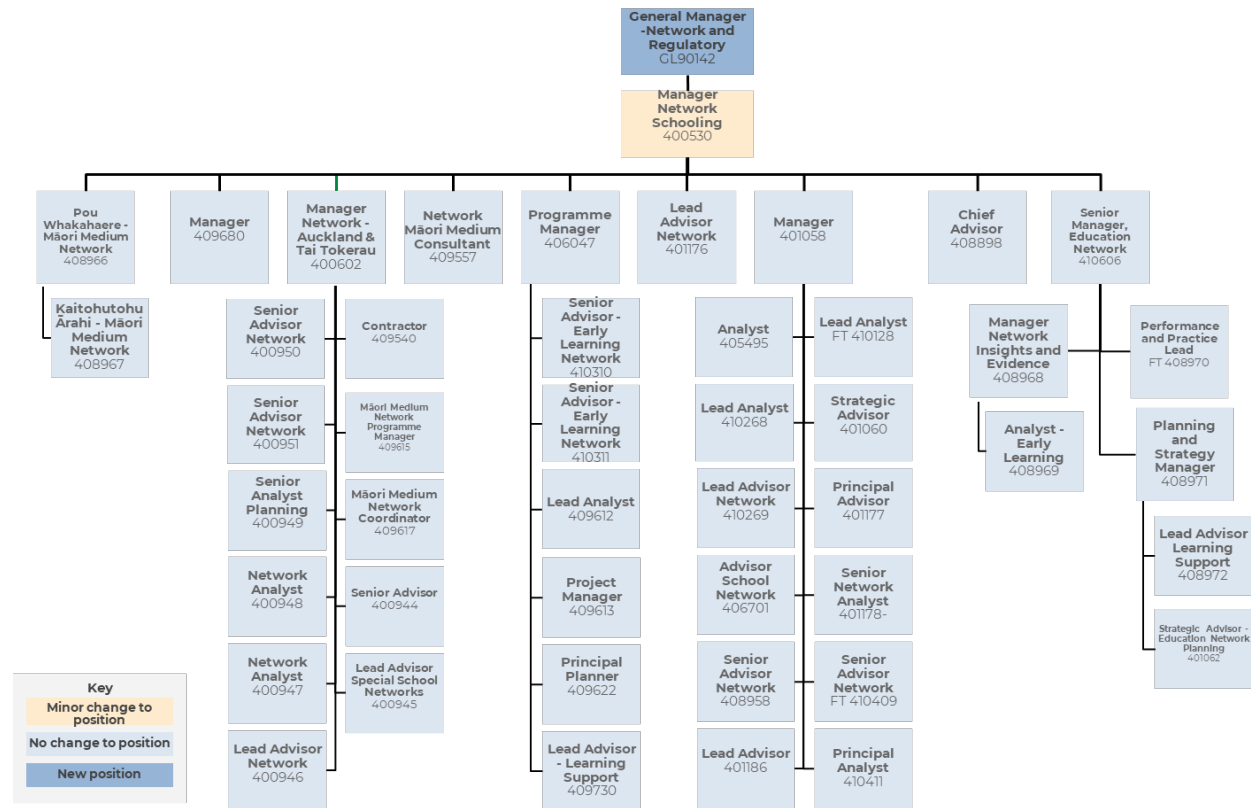 General Manager
-Network and
Regulatory
GL90142
Manager
Network
Schooling
400530
Pou
Whakahaere -
Māori Medium
Network
408966
Manager
409680
Manager
Network -
Auckland &
Tai Tokerau
400602
Network
Māori Medium
Consultant
409557
Programme
Manager
406047
Lead
Advisor
Network
401176
Manager
401058
Chief
Advisor
408898
Senior
Manager,
Education
Network
410606
Kaitohutohu
Ārahi - Māori
Medium
Network
408967
Senior
Advisor
Network
400950
Contractor
409540
Senior
Advisor
Network
400951
Māori Medium
Network
Programme
Manager
409615
Senior
Analyst
Planning
400949
Māori Medium
Network
Coordinator
409617
Network
Analyst
400948
Senior Advisor
400944
Network
Analyst
400947
Lead Advisor
Special School
Networks
400945
Lead Advisor
Network
400946
Senior
Advisor -
Early
Learning
Network
410310
Senior
Advisor -
Early
Learning
Network
410311
Lead Analyst
409612
Project
Manager
409613
Principal
Planner
409622
Lead Advisor
- Learning
Support
409730
Analyst
405495
Lead Analyst
FT 410128
Lead Analyst
410268
Strategic
Advisor
401060
Lead Advisor
Network
410269
Principal
Advisor
401177
Advisor
School
Network
406701
Senior
Network
Analyst
401178-
Senior
Advisor
Network
408958
Senior
Advisor
Network
FT 410409
Lead Advisor
401186
Principal
Analyst
410411
Manager
Network
Insights and
Evidence
408968
Performance
and Practice
Lead
FT 408970
Analyst -
Early
Learning
408969
Planning
and
Strategy
Manager
408971
Lead Advisor
Learning
Support
408972
Strategic Advisor -
Education Network
Planning
401062
Key
Minor change to
position
No change to position
New position